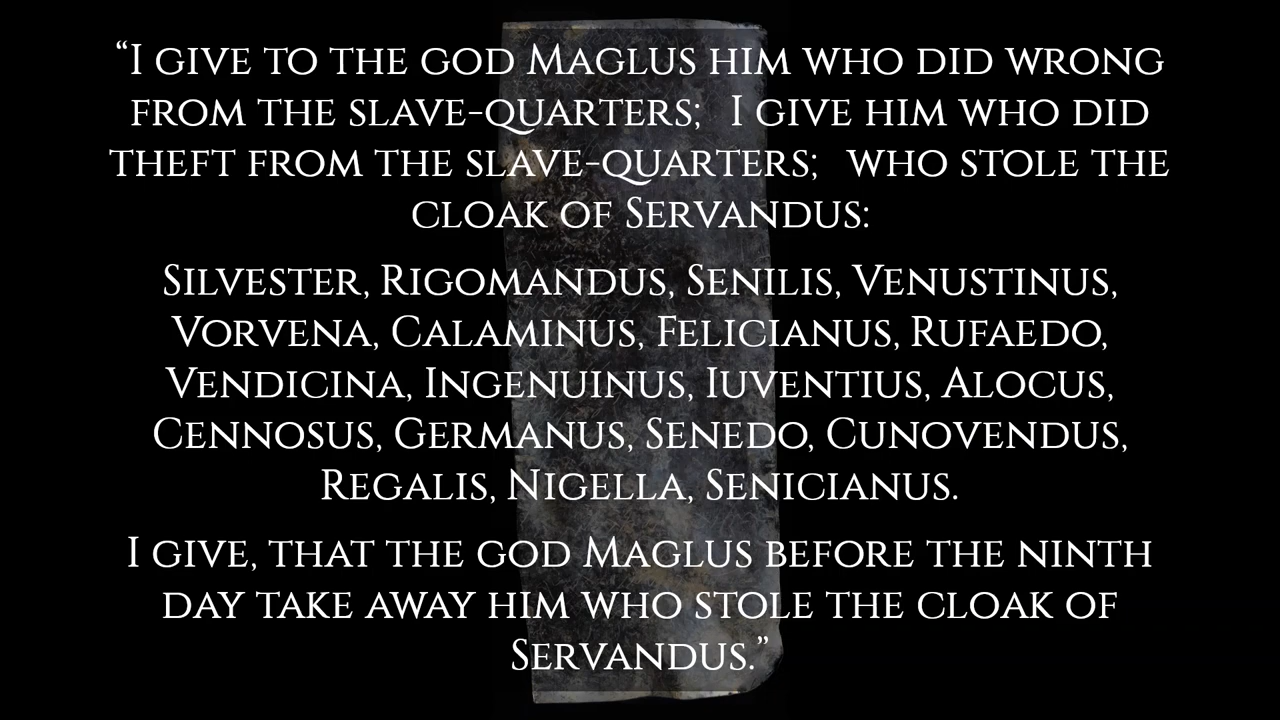 “I give to the god Maglus him who did wrong
from the slave-quarters; I give him who did
theft from the slave-quarters; who stole the
cloak of Servandus:
Silvester, Rigomandus, Senilis, Venustinus,
Vorvena, Calaminus, Felicianus, Rufaedo,
Vendicina, Ingenuinus, Iuventius, Alocus,
Cennosus, Germanus, Senedo, Cunovendus,
Regalis, Nigella, Senicianus.
I give, that the god Maglus before the ninth
day take away him who stole the cloak of
Servandus.”